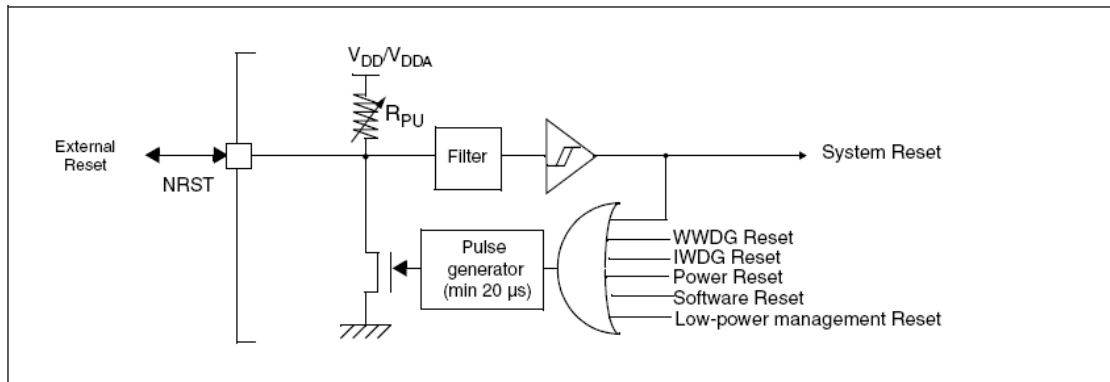 VDD/VDDA
RPU
External
Reset
NRST
Filter
System Reset
Pulse
generator
(min 20 µs)
WWDG Reset
IWDG Reset
Power Reset
Software Reset
Low-power management Reset